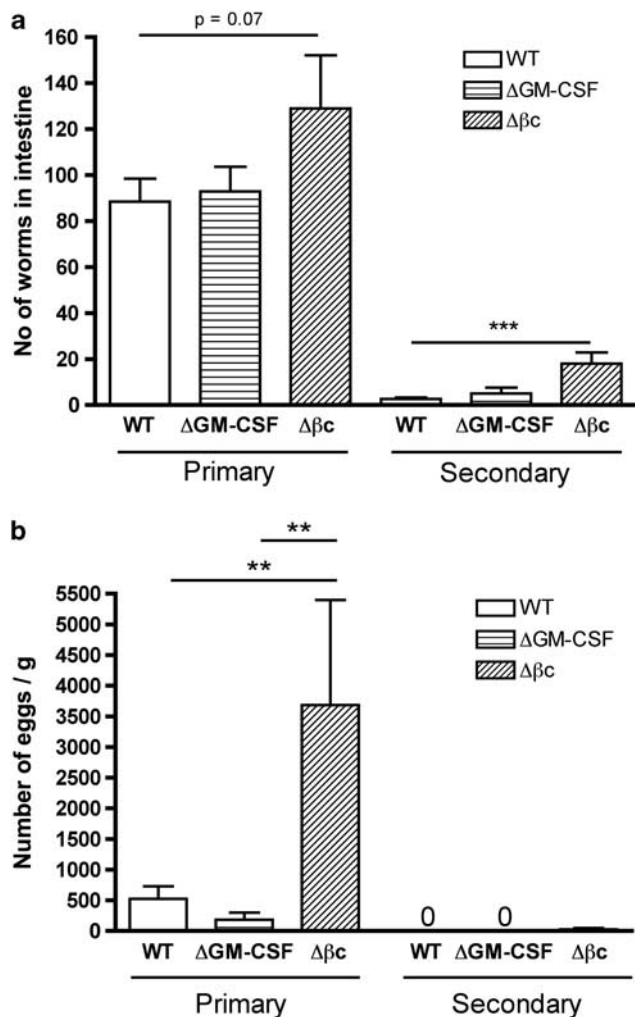 a
p = 0.07
WT
ΔGM-CSF
Δβc
No of worms in intestine
160
140
120
100
80
60
40
20
0
***
WT ΔGM-CSF Δβc WT ΔGM-CSF Δβc
Primary Secondary
b
**
**
WT
ΔGM-CSF
Δβc
Number of eggs / g
5500
5000
4500
4000
3500
3000
2500
2000
1500
1000
500
0
0 0
WT ΔGM-CSF Δβc WT ΔGM-CSF Δβc
Primary Secondary